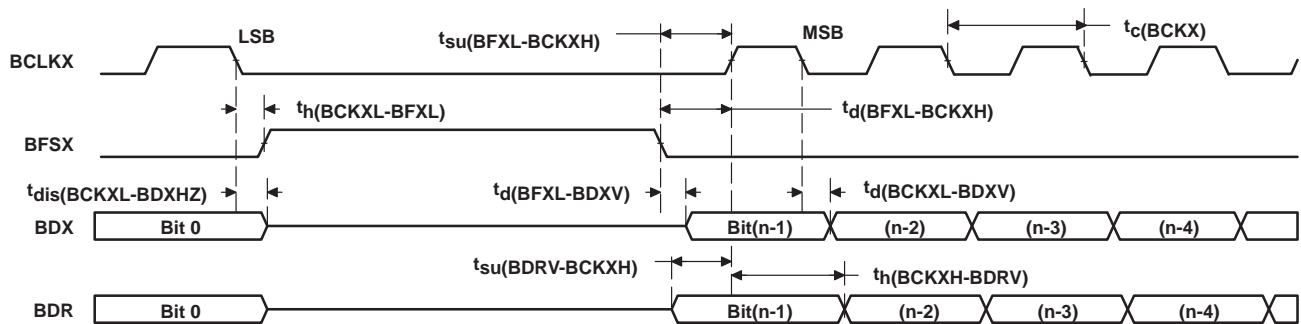 LSB
tsu(BFXL-BCKXH)
MSB
tc(BCKX)
BCLKX
th(BCKXL-BFXL)
td(BFXL-BCKXH)
BFSX
tdis(BCKXL-BDXHZ)
td(BFXL-BDXV)
td(BCKXL-BDXV)
BDX
Bit 0
Bit(n-1)
(n-2)
(n-3)
(n-4)
tsu(BDRV-BCKXH)
th(BCKXH-BDRV)
BDR
Bit 0
Bit(n-1)
(n-2)
(n-3)
(n-4)